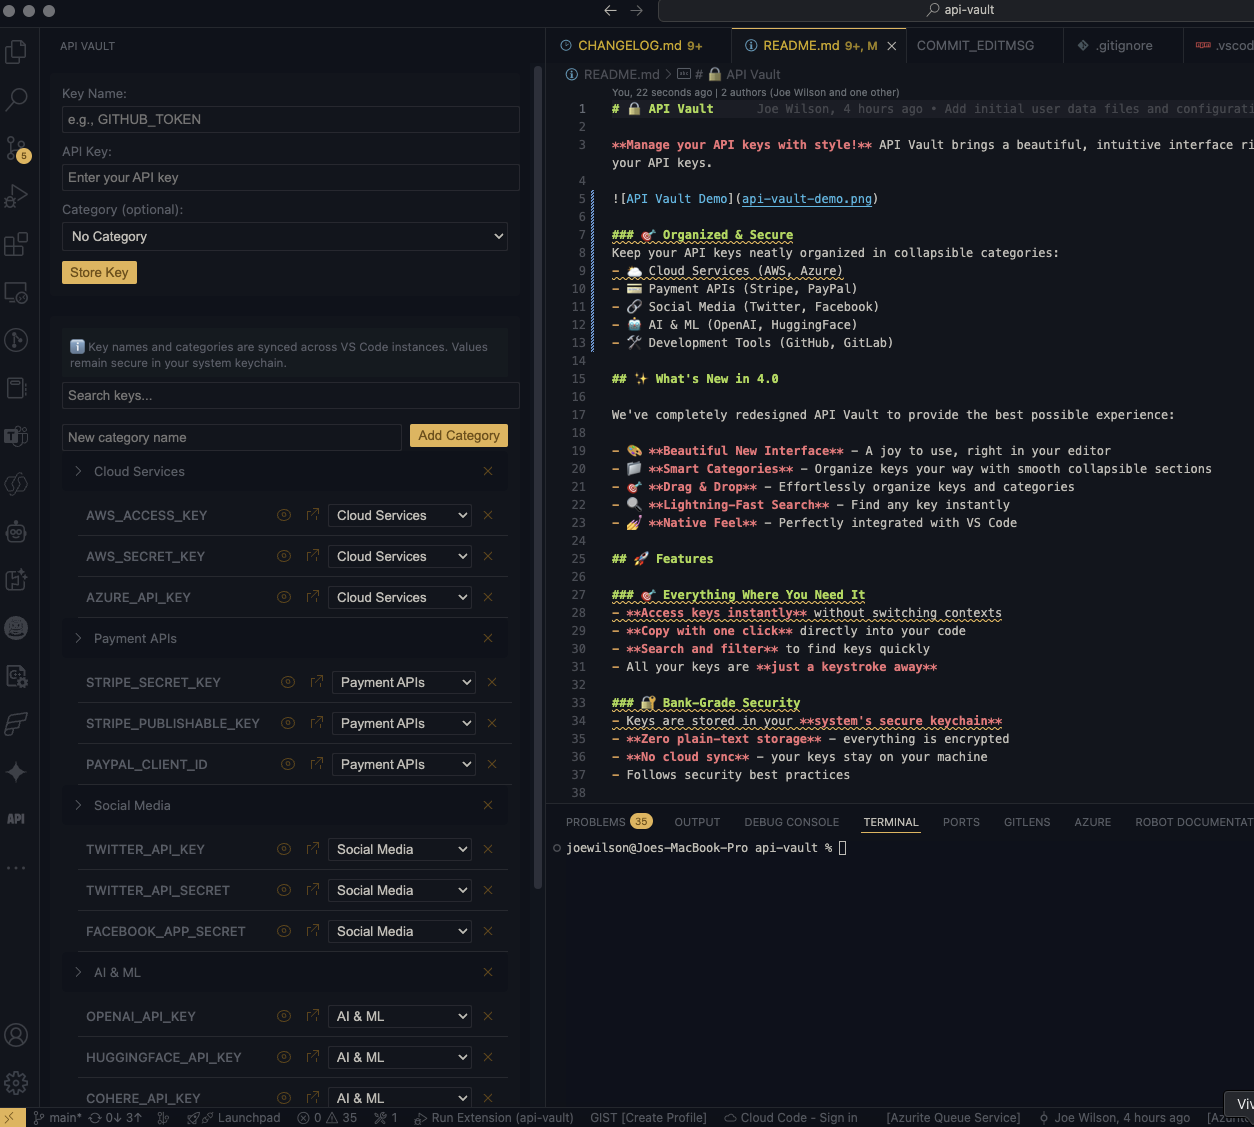 api-vault
API VAULT
Key Name:
e.g., GITHUB_TOKEN
API Key:
Enter your API key
Category (optional):
No Category
Store Key
Key names and categories are synced across VS Code instances. Values
remain secure in your system keychain.
Search keys...
New category name
Add Category
Cloud Services
AWS_ACCESS_KEY Cloud Services
AWS_SECRET_KEY Cloud Services
AZURE_API_KEY Cloud Services
Payment APIs
STRIPE_SECRET_KEY Payment APIs
STRIPE_PUBLISHABLE_KEY Payment APIs
PAYPAL_CLIENT_ID Payment APIs
Social Media
TWITTER_API_KEY Social Media
TWITTER_API_SECRET Social Media
FACEBOOK_APP_SECRET Social Media
AI & ML
OPENAI_API_KEY AI & ML
HUGGINGFACE_API_KEY AI & ML
COHERE_API_KEY AI & ML
5
API
CHANGELOG.md 9+ README.md 9+, M COMMIT_EDITMSG .gitignore .vscod
README.md > # 🔒 API Vault
You, 22 seconds ago | 2 authors (Joe Wilson and one other)
1 # 🔒 API Vault Joe Wilson, 4 hours ago • Add initial user data files and configurati
2
3 **Manage your API keys with style!** API Vault brings a beautiful, intuitive interface ri
your API keys.
4
5 ![API Vault Demo](api-vault-demo.png)
6
7 ### 🎯 Organized & Secure
8 Keep your API keys neatly organized in collapsible categories:
9 - ☁️ Cloud Services (AWS, Azure)
10 - 💳 Payment APIs (Stripe, PayPal)
11 - 🔗 Social Media (Twitter, Facebook)
12 - 🤖 AI & ML (OpenAI, HuggingFace)
13 - 🛠️ Development Tools (GitHub, GitLab)
14
15 ## ✨ What's New in 4.0
16
17 We've completely redesigned API Vault to provide the best possible experience:
18
19 - 🎨 **Beautiful New Interface** - A joy to use, right in your editor
20 - 📁 **Smart Categories** - Organize keys your way with smooth collapsible sections
21 - 🎯 **Drag & Drop** - Effortlessly organize keys and categories
22 - 🔍 **Lightning-Fast Search** - Find any key instantly
23 - 💅 **Native Feel** - Perfectly integrated with VS Code
24
25 ## 🚀 Features
26
27 ### 🎯 Everything Where You Need It
28 - **Access keys instantly** without switching contexts
29 - **Copy with one click** directly into your code
30 - **Search and filter** to find keys quickly
31 - All your keys are **just a keystroke away**
32
33 ### 🔐 Bank-Grade Security
34 - Keys are stored in your **system's secure keychain**
35 - **Zero plain-text storage** - everything is encrypted
36 - **No cloud sync** - your keys stay on your machine
37 - Follows security best practices
38
PROBLEMS 35 OUTPUT DEBUG CONSOLE TERMINAL PORTS GITLENS AZURE ROBOT DOCUMENTAT
joewilson@Joes-MacBook-Pro api-vault %
Viv
main* 0↓ 3↑ Launchpad 0 35 1 Run Extension (api-vault) GIST [Create Profile] Cloud Code - Sign in [Azurite Queue Service] Joe Wilson, 4 hours ago